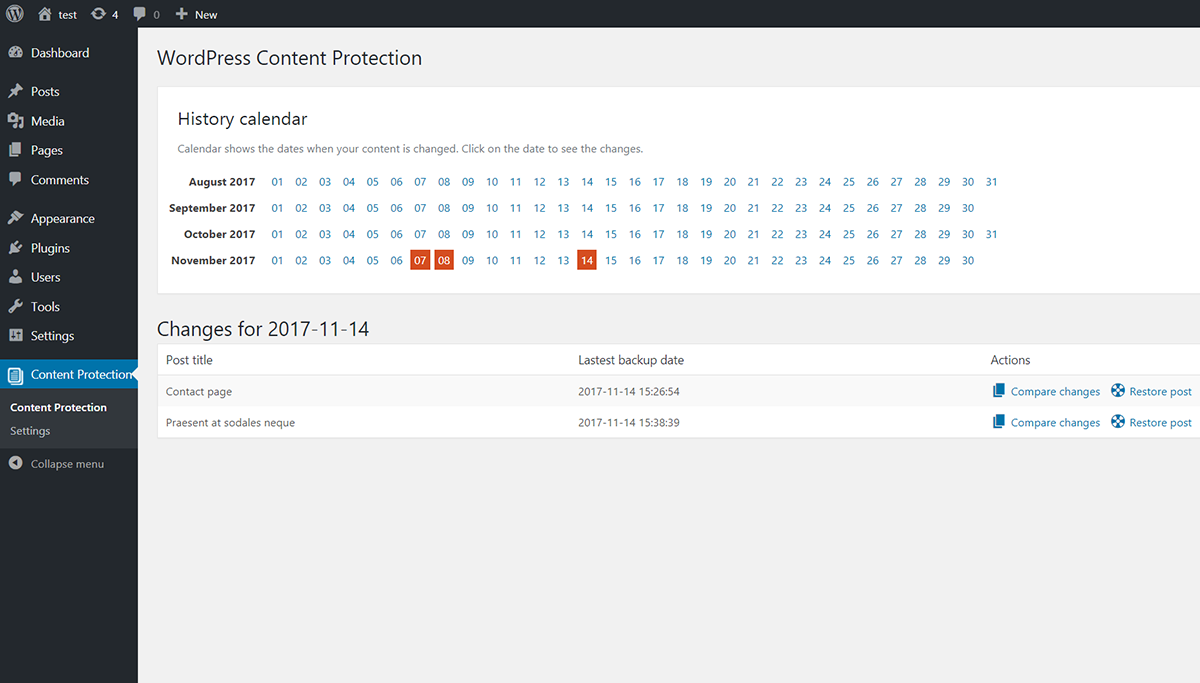 test 4 0 New
Dashboard
Posts
Media
Pages
Comments
Appearance
Plugins
Users
Tools
Settings
Content Protection
Content Protection
Settings
Collapse menu
WordPress Content Protection
History calendar
Calendar shows the dates when your content is changed. Click on the date to see the changes.
August 2017 01 02 03 04 05 06 07 08 09 10 11 12 13 14 15 16 17 18 19 20 21 22 23 24 25 26 27 28 29 30 31
September 2017 01 02 03 04 05 06 07 08 09 10 11 12 13 14 15 16 17 18 19 20 21 22 23 24 25 26 27 28 29 30
October 2017 01 02 03 04 05 06 07 08 09 10 11 12 13 14 15 16 17 18 19 20 21 22 23 24 25 26 27 28 29 30 31
November 2017 01 02 03 04 05 06 07 08 09 10 11 12 13 14 15 16 17 18 19 20 21 22 23 24 25 26 27 28 29 30
Changes for 2017-11-14
Post title Lastest backup date Actions
Contact page 2017-11-14 15:26:54 Compare changes Restore post
Praesent at sodales neque 2017-11-14 15:38:39 Compare changes Restore post